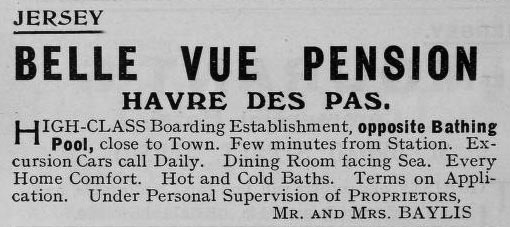 JERSEY
BELLE VUE PENSION
HAVRE DES PAS.
HIGH-CLASS Boarding Establishment, opposite Bathing
Pool, close to Town. Few minutes from Station. Ex-
cursion Cars call Daily. Dining Room facing Sea. Every
Home Comfort. Hot and Cold Baths. Terms on Appli-
cation. Under Personal Supervision of PROPRIETORS,
MR. AND MRS. BAYLIS